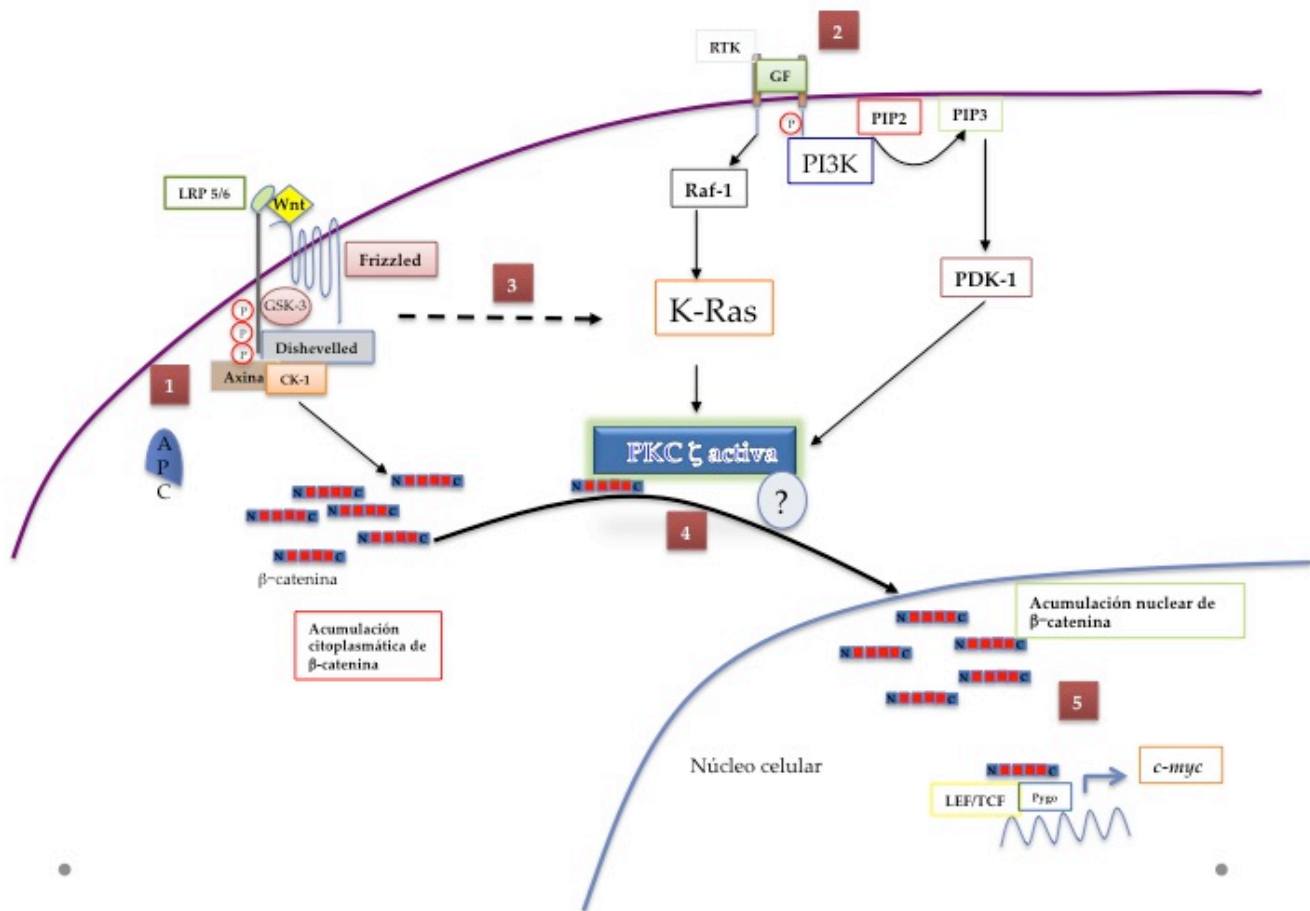 2
RTK
GF
P
PIP2
PIP3
PI3K
Raf-1
LRP 5/6
Wnt
Frizzled
PDK-1
3
K-Ras
GSK-3
P
P
P
Dishevelled
Axina
CK-1
1
A
P
C
PKC ζ activa
?
N C
N C
N C
N C
N C
N C
N C
4
β-catenina
Acumulación
citoplasmática de
β-catenina
Acumulación nuclear de
β-catenina
N C
N C
N C
N C
N C
5
Núcleo celular
N C
c-myc
LEF/TCF
Pygo